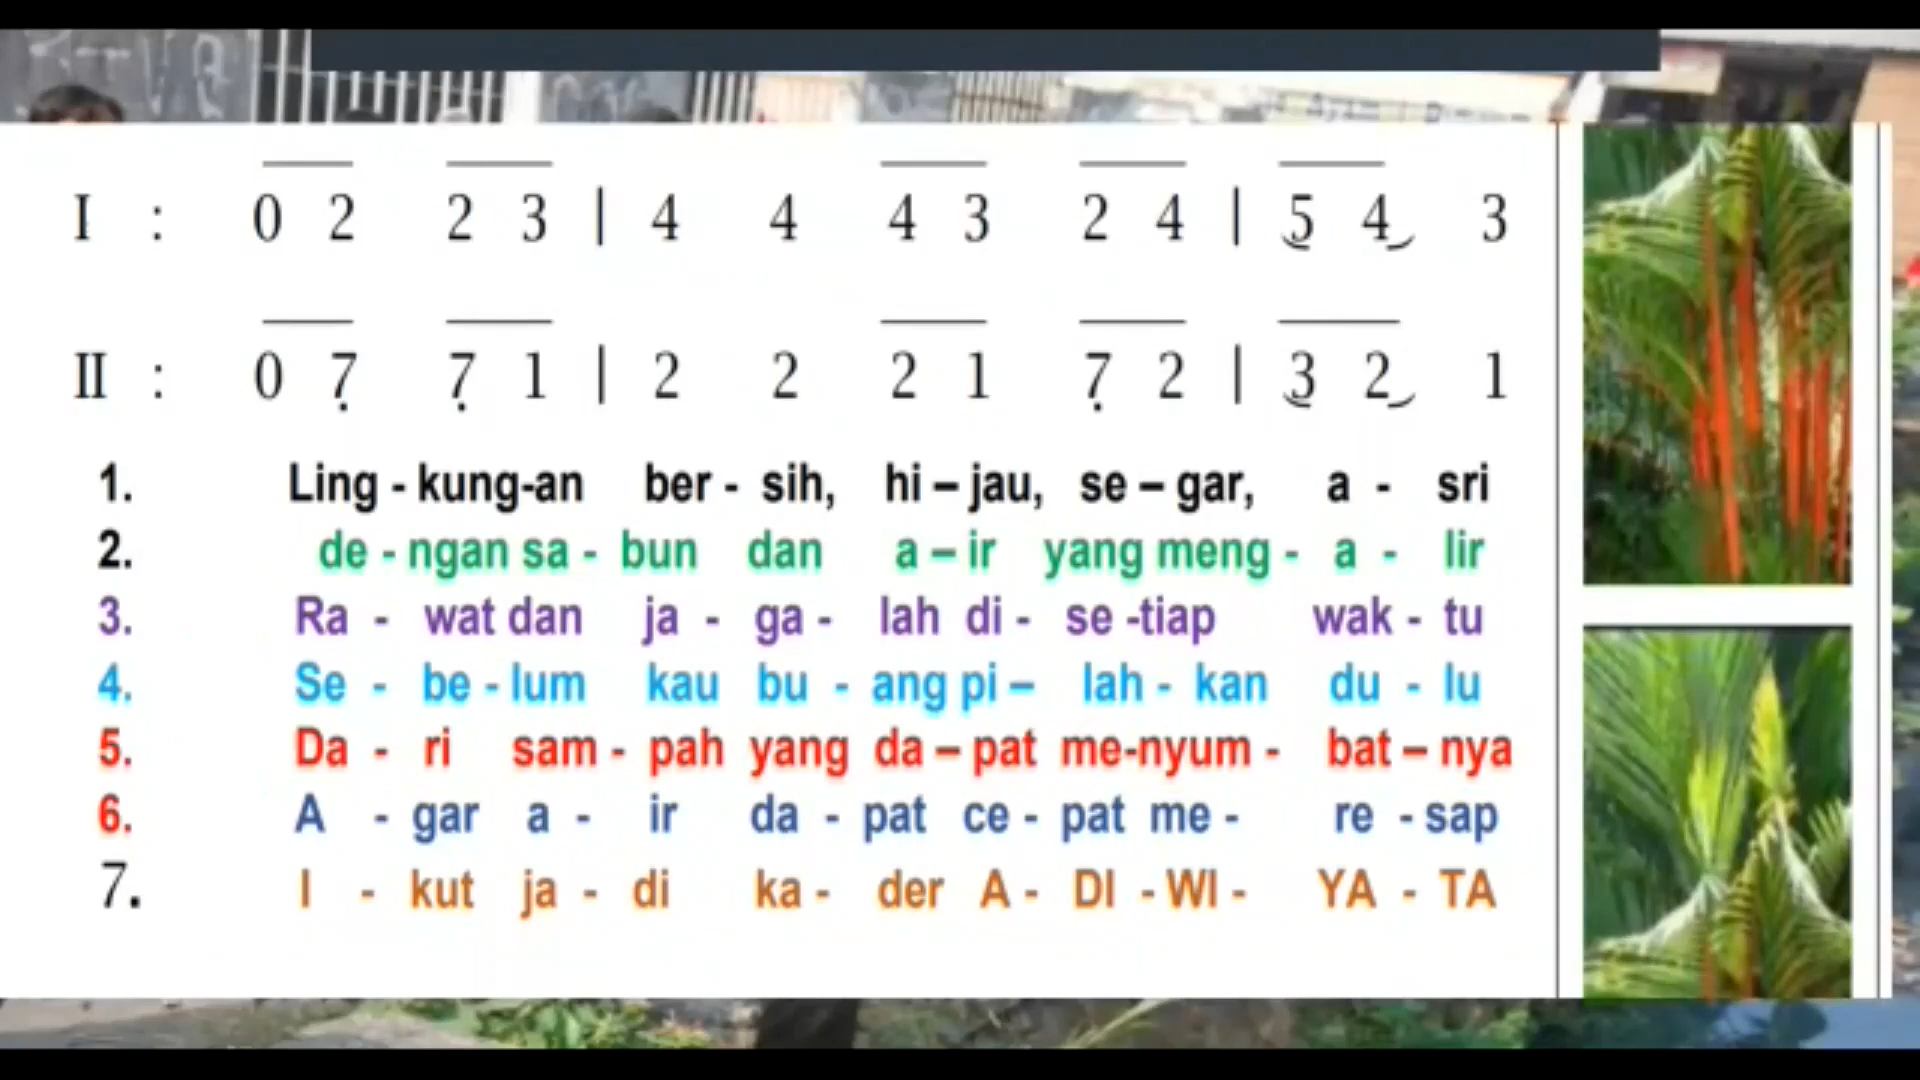 I : 0 2 2 3 | 4 4 4 3 2 4 | 5 4 3
II : 0 7̣ 7̣ 1 | 2 2 2 1 7̣ 2 | 3 2 1
1. Ling - kung-an ber - sih, hi – jau, se – gar, a - sri
2. de - ngan sa - bun dan a – ir yang meng - a - lir
3. Ra - wat dan ja - ga - lah di - se -tiap wak - tu
4. Se - be - lum kau bu - ang pi – lah - kan du - lu
5. Da - ri sam - pah yang da – pat me-nyum - bat – nya
6. A - gar a - ir da - pat ce - pat me - re - sap
7. I - kut ja - di ka - der A - DI - WI - YA - TA